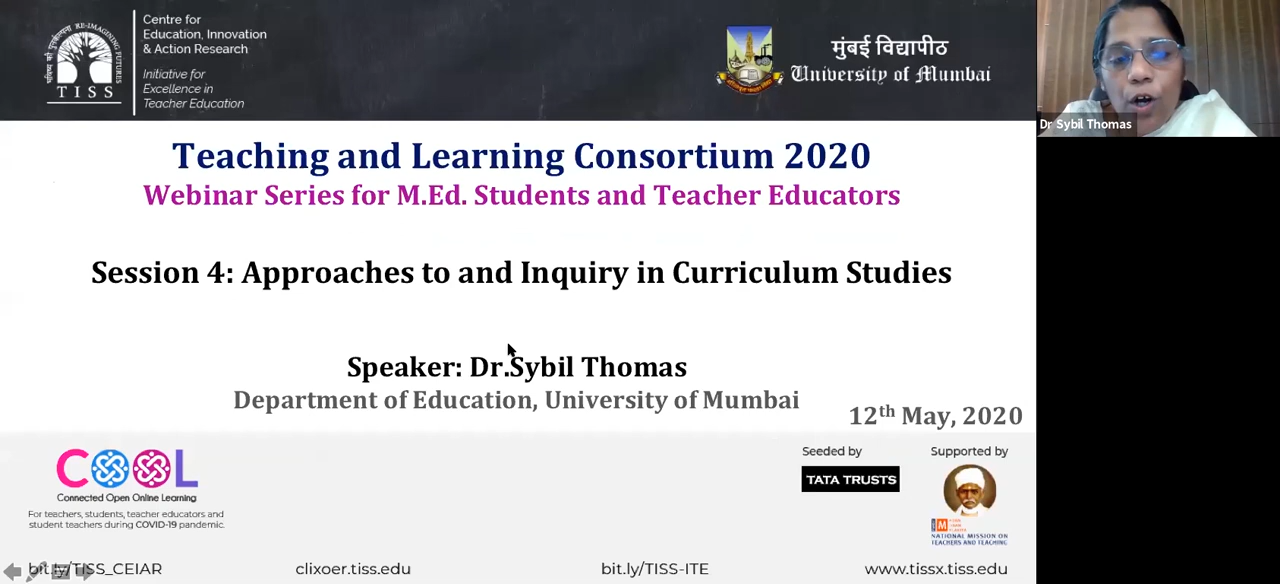 Centre for
Education, Innovation
& Action Research
Initiative for
Excellence in
Teacher Education
TISS
RE-IMAGINING FUTURES
मुंबई विद्यापीठ
University of Mumbai
Dr Sybil Thomas
Teaching and Learning Consortium 2020
Webinar Series for M.Ed. Students and Teacher Educators
Session 4: Approaches to and Inquiry in Curriculum Studies
Speaker: Dr.Sybil Thomas
Department of Education, University of Mumbai
12th May, 2020
COOL
Connected Open Online Learning
For teachers, students, teacher educators and
student teachers during COVID-19 pandemic.
Seeded by
TATA TRUSTS
Supported by
NATIONAL MISSION ON
TEACHERS AND TEACHING
bit.ly/TISS_CEIAR
clixoer.tiss.edu
bit.ly/TISS-ITE
www.tissx.tiss.edu